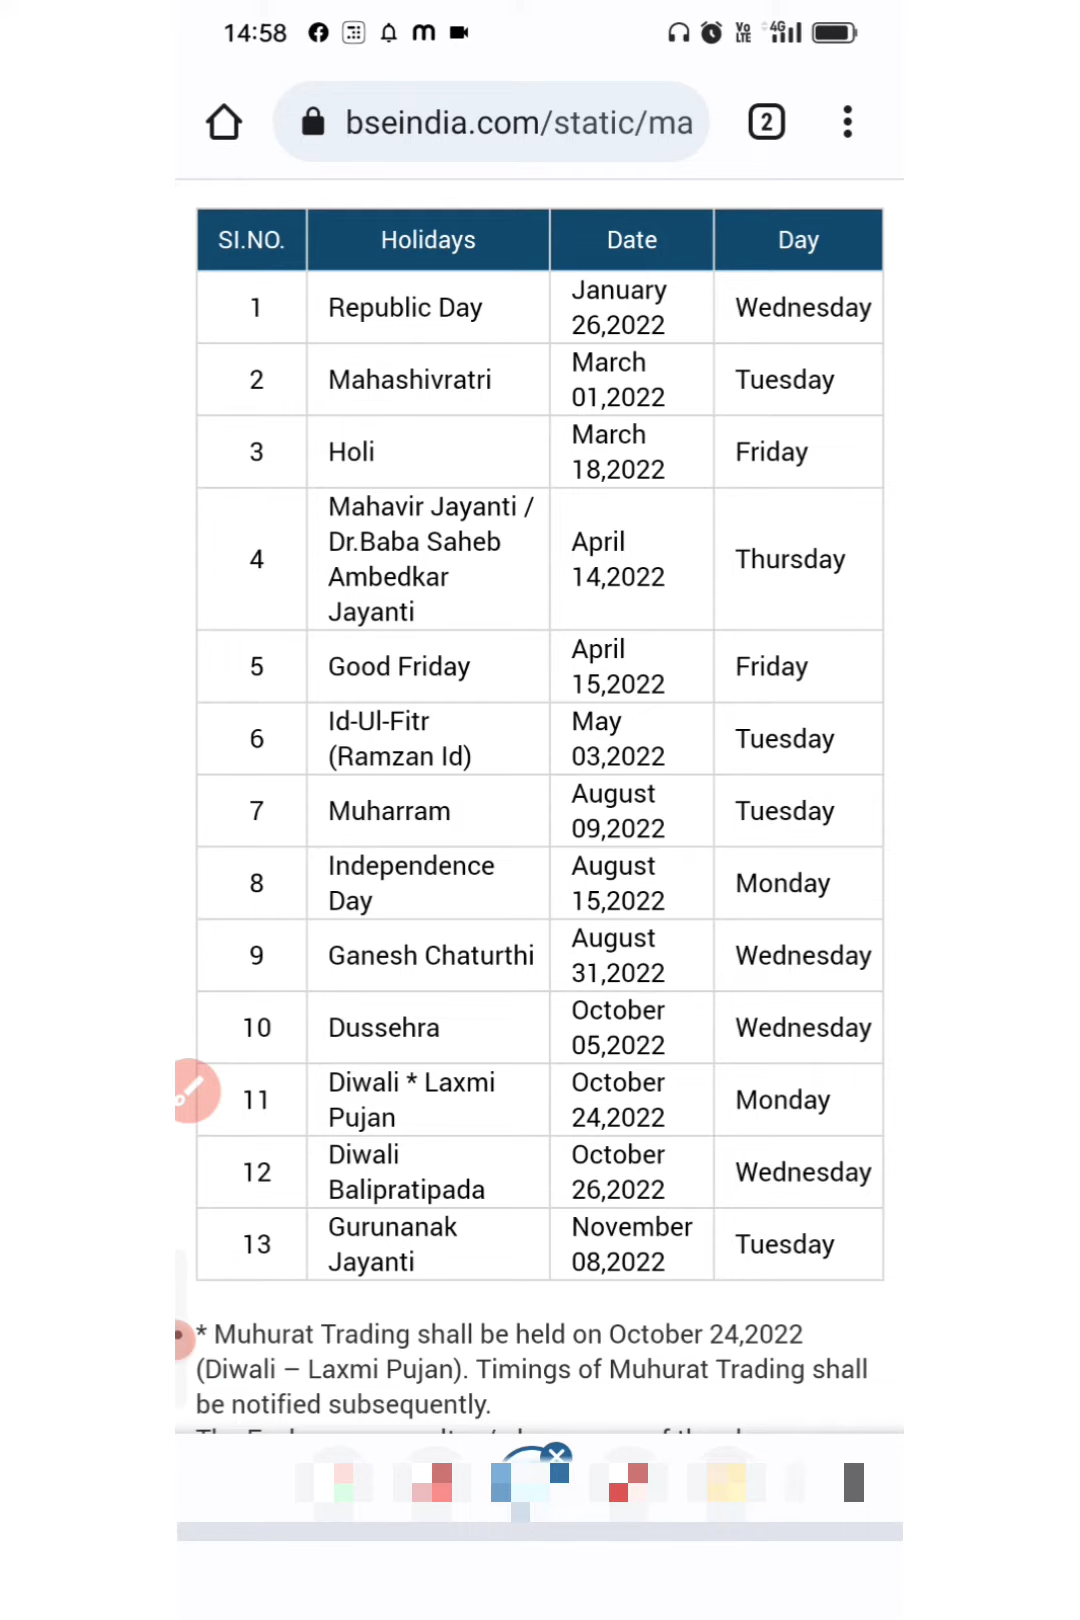 14:58
Vo LTE 4G
bseindia.com/static/ma
2
SI.NO. Holidays Date Day
1 Republic Day January 26,2022 Wednesday
2 Mahashivratri March 01,2022 Tuesday
3 Holi March 18,2022 Friday
4 Mahavir Jayanti / Dr.Baba Saheb Ambedkar Jayanti April 14,2022 Thursday
5 Good Friday April 15,2022 Friday
6 Id-Ul-Fitr (Ramzan Id) May 03,2022 Tuesday
7 Muharram August 09,2022 Tuesday
8 Independence Day August 15,2022 Monday
9 Ganesh Chaturthi August 31,2022 Wednesday
10 Dussehra October 05,2022 Wednesday
11 Diwali * Laxmi Pujan October 24,2022 Monday
12 Diwali Balipratipada October 26,2022 Wednesday
13 Gurunanak Jayanti November 08,2022 Tuesday
* Muhurat Trading shall be held on October 24,2022
(Diwali – Laxmi Pujan). Timings of Muhurat Trading shall
be notified subsequently.